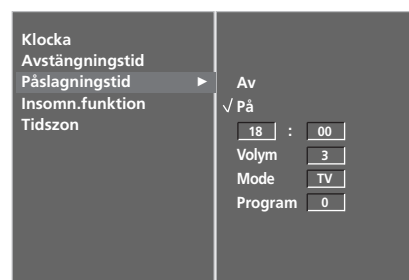 Klocka
Avstängningstid
Påslagningstid ►
Insomn.funktion
Tidszon
Av
√ På
18 : 00
Volym 3
Mode TV
Program 0